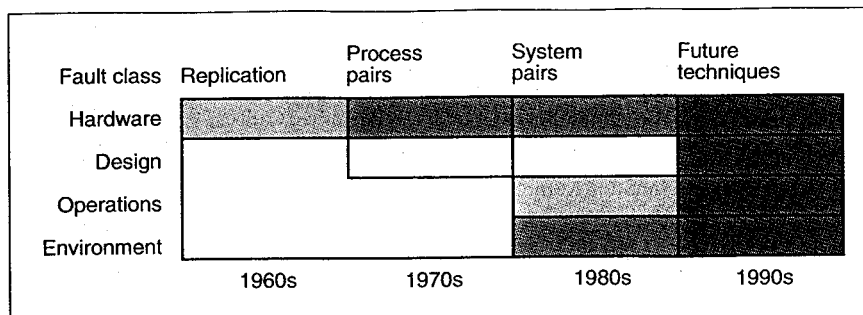 Fault class Replication Process pairs System pairs Future techniques
Hardware
Design
Operations
Environment
1960s 1970s 1980s 1990s